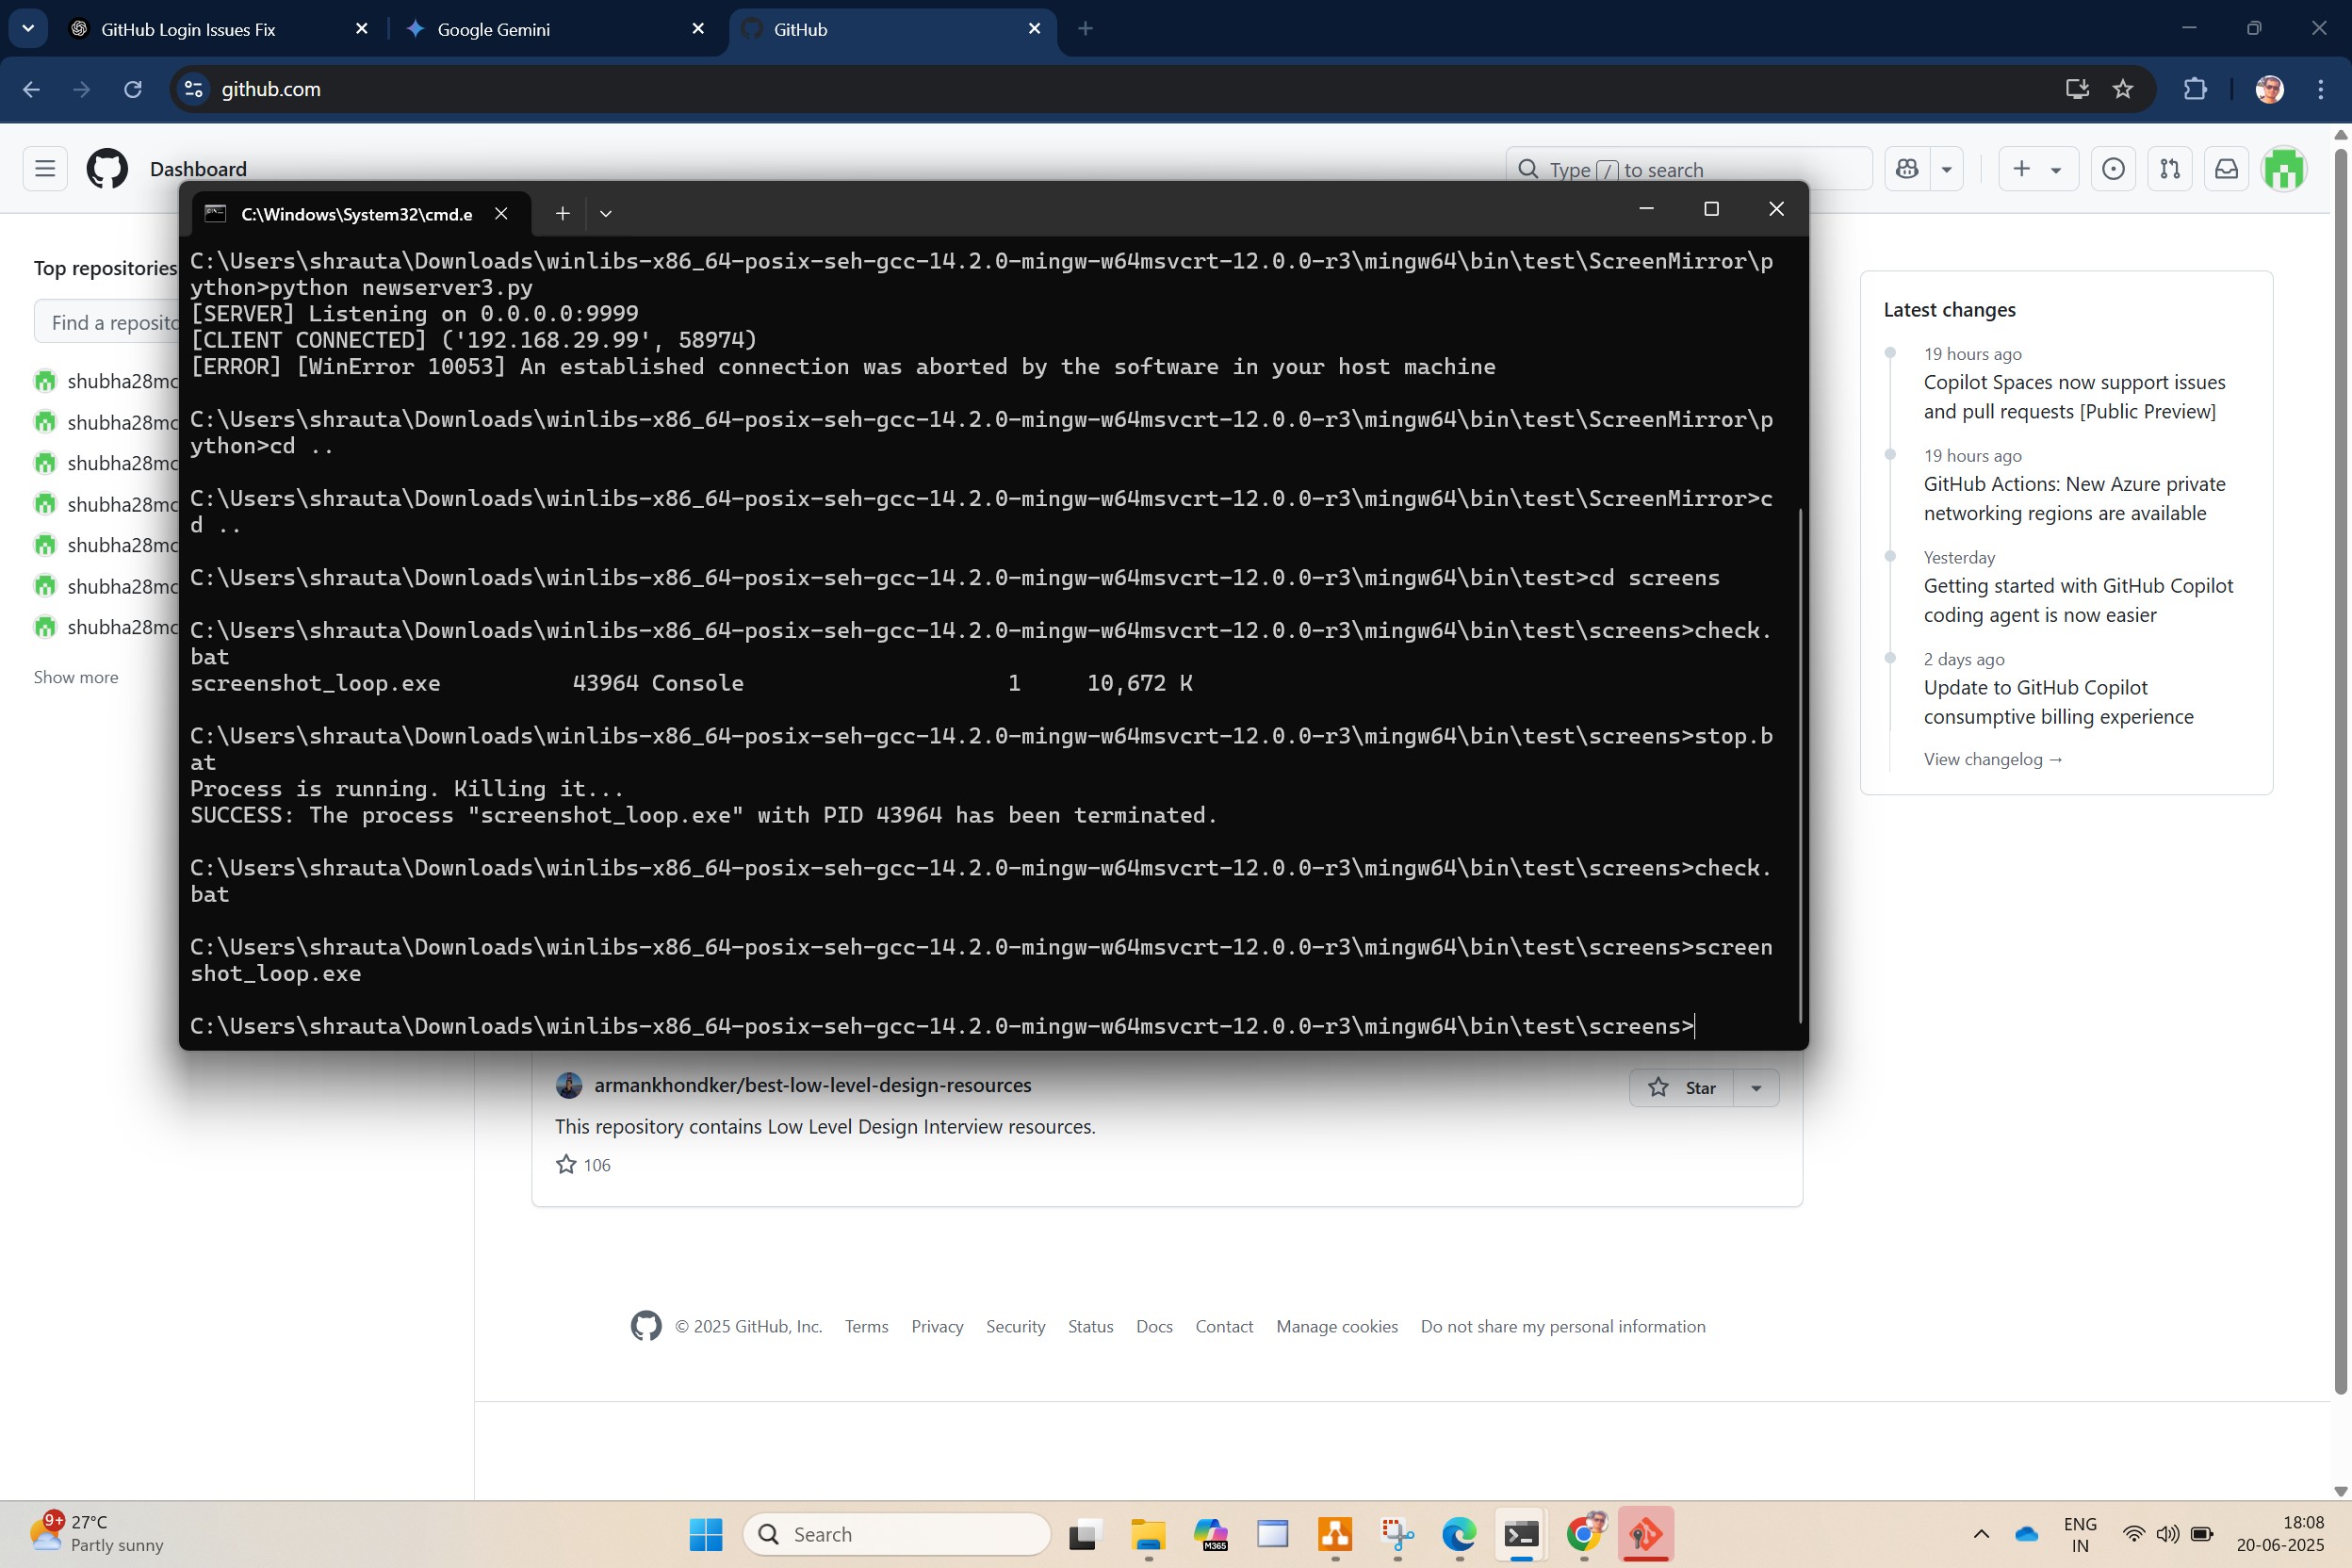 GitHub Login Issues Fix
Google Gemini
GitHub
github.com
Dashboard
Type / to search
C:\Windows\System32\cmd.e
Top repositories
Find a reposito
shubha28mc
shubha28mc
shubha28mc
shubha28mc
shubha28mc
shubha28mc
shubha28mc
Show more
C:\Users\shrauta\Downloads\winlibs-x86_64-posix-seh-gcc-14.2.0-mingw-w64msvcrt-12.0.0-r3\mingw64\bin\test\ScreenMirror\p
ython>python newserver3.py
[SERVER] Listening on 0.0.0.0:9999
[CLIENT CONNECTED] ('192.168.29.99', 58974)
[ERROR] [WinError 10053] An established connection was aborted by the software in your host machine
C:\Users\shrauta\Downloads\winlibs-x86_64-posix-seh-gcc-14.2.0-mingw-w64msvcrt-12.0.0-r3\mingw64\bin\test\ScreenMirror\p
ython>cd ..
C:\Users\shrauta\Downloads\winlibs-x86_64-posix-seh-gcc-14.2.0-mingw-w64msvcrt-12.0.0-r3\mingw64\bin\test\ScreenMirror>c
d ..
C:\Users\shrauta\Downloads\winlibs-x86_64-posix-seh-gcc-14.2.0-mingw-w64msvcrt-12.0.0-r3\mingw64\bin\test>cd screens
C:\Users\shrauta\Downloads\winlibs-x86_64-posix-seh-gcc-14.2.0-mingw-w64msvcrt-12.0.0-r3\mingw64\bin\test\screens>check.
bat
screenshot_loop.exe          43964 Console                    1     10,672 K
C:\Users\shrauta\Downloads\winlibs-x86_64-posix-seh-gcc-14.2.0-mingw-w64msvcrt-12.0.0-r3\mingw64\bin\test\screens>stop.b
at
Process is running. Killing it...
SUCCESS: The process "screenshot_loop.exe" with PID 43964 has been terminated.
C:\Users\shrauta\Downloads\winlibs-x86_64-posix-seh-gcc-14.2.0-mingw-w64msvcrt-12.0.0-r3\mingw64\bin\test\screens>check.
bat
C:\Users\shrauta\Downloads\winlibs-x86_64-posix-seh-gcc-14.2.0-mingw-w64msvcrt-12.0.0-r3\mingw64\bin\test\screens>screen
shot_loop.exe
C:\Users\shrauta\Downloads\winlibs-x86_64-posix-seh-gcc-14.2.0-mingw-w64msvcrt-12.0.0-r3\mingw64\bin\test\screens>
Latest changes
19 hours ago
Copilot Spaces now support issues
and pull requests [Public Preview]
19 hours ago
GitHub Actions: New Azure private
networking regions are available
Yesterday
Getting started with GitHub Copilot
coding agent is now easier
2 days ago
Update to GitHub Copilot
consumptive billing experience
View changelog →
armankhondker/best-low-level-design-resources
Star
This repository contains Low Level Design Interview resources.
106
© 2025 GitHub, Inc. Terms Privacy Security Status Docs Contact Manage cookies Do not share my personal information
9+
27°C
Partly sunny
Search
M365
ENG
IN
18:08
20-06-2025